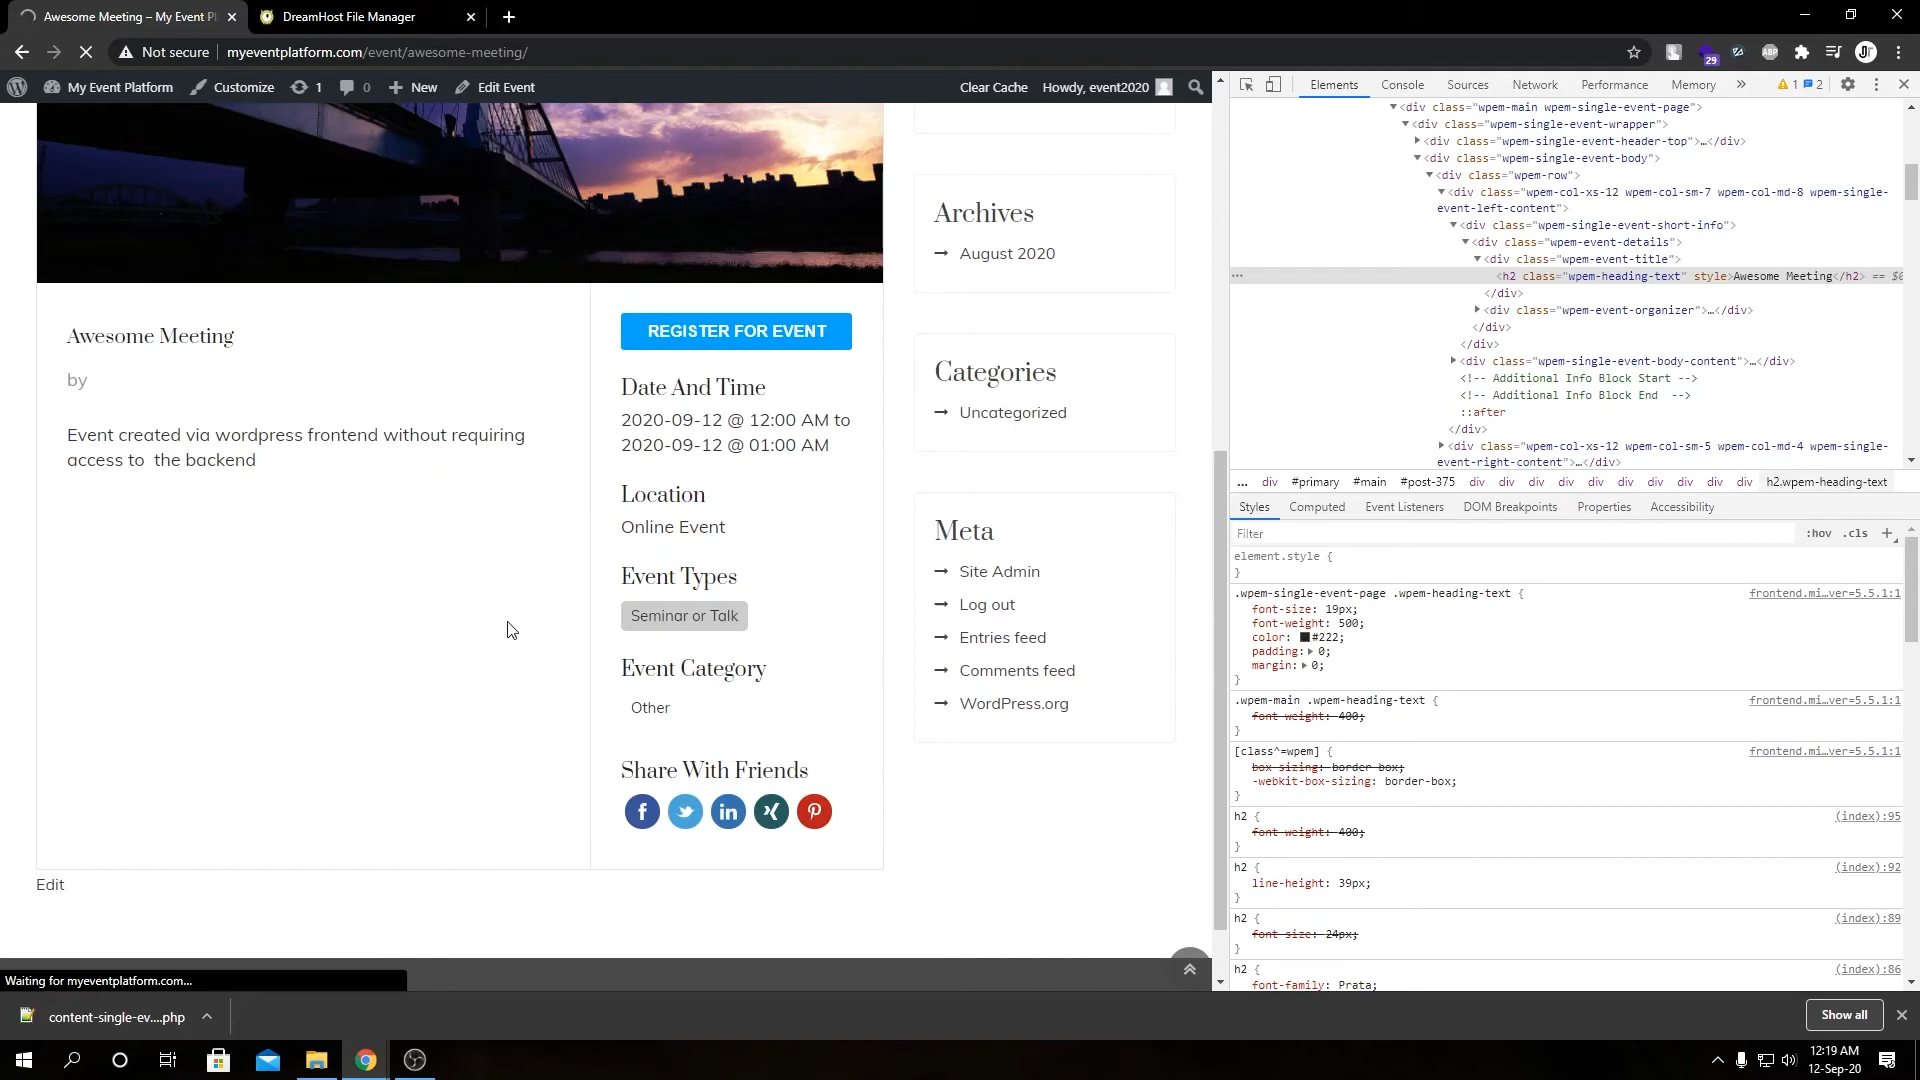 Awesome Meeting – My Event Pl
DreamHost File Manager
Not secure
myeventplatform.com/event/awesome-meeting/
29
ABP
My Event Platform
Customize
1
0
New
Edit Event
Clear Cache
Howdy, event2020
Awesome Meeting
by
Event created via wordpress frontend without requiring
access to the backend
Edit
REGISTER FOR EVENT
Date And Time
2020-09-12 @ 12:00 AM to
2020-09-12 @ 01:00 AM
Location
Online Event
Event Types
Seminar or Talk
Event Category
Other
Share With Friends
Archives
August 2020
Categories
Uncategorized
Meta
Site Admin
Log out
Entries feed
Comments feed
WordPress.org
Elements
Console
Sources
Network
Performance
Memory
1
2
<div class="wpem-main wpem-single-event-page">
<div class="wpem-single-event-wrapper">
<div class="wpem-single-event-header-top">…</div>
<div class="wpem-single-event-body">
<div class="wpem-row">
<div class="wpem-col-xs-12 wpem-col-sm-7 wpem-col-md-8 wpem-single-
event-left-content">
<div class="wpem-single-event-short-info">
<div class="wpem-event-details">
<div class="wpem-event-title">
<h2 class="wpem-heading-text" style>Awesome Meeting</h2> == $0
</div>
<div class="wpem-event-organizer">…</div>
</div>
</div>
<div class="wpem-single-event-body-content">…</div>
<!-- Additional Info Block Start -->
<!-- Additional Info Block End -->
::after
</div>
<div class="wpem-col-xs-12 wpem-col-sm-5 wpem-col-md-4 wpem-single-
event-right-content">…</div>
… div #primary #main #post-375 div div div div div div div div div div h2.wpem-heading-text
Styles
Computed
Event Listeners
DOM Breakpoints
Properties
Accessibility
Filter
:hov .cls
element.style {
}
.wpem-single-event-page .wpem-heading-text {
frontend.mi…ver=5.5.1:1
font-size: 19px;
font-weight: 500;
color: #222;
padding: 0;
margin: 0;
}
.wpem-main .wpem-heading-text {
frontend.mi…ver=5.5.1:1
font-weight: 400;
}
[class^=wpem] {
frontend.mi…ver=5.5.1:1
box-sizing: border-box;
-webkit-box-sizing: border-box;
}
h2 {
(index):95
font-weight: 400;
}
h2 {
(index):92
line-height: 39px;
}
h2 {
(index):89
font-size: 24px;
}
h2 {
(index):86
font-family: Prata;
Waiting for myeventplatform.com...
content-single-ev....php
Show all
12:19 AM
12-Sep-20